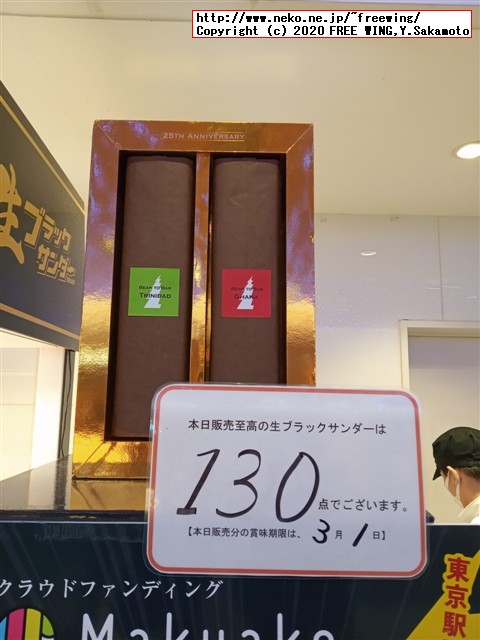 http://www.neko.ne.jp/~freewing/
Copyright (c) 2020 FREE WING,Y.Sakamoto
25TH ANNIVERSARY
生ブラック
サンダー
BEAN TO BAR
TRINIDAD
BEAN TO BAR
GHANA
本日販売至高の生ブラックサンダーは
130点でございます。
【本日販売分の賞味期限は、3月1日】
クラウドファンディング
Makuake
東京駅